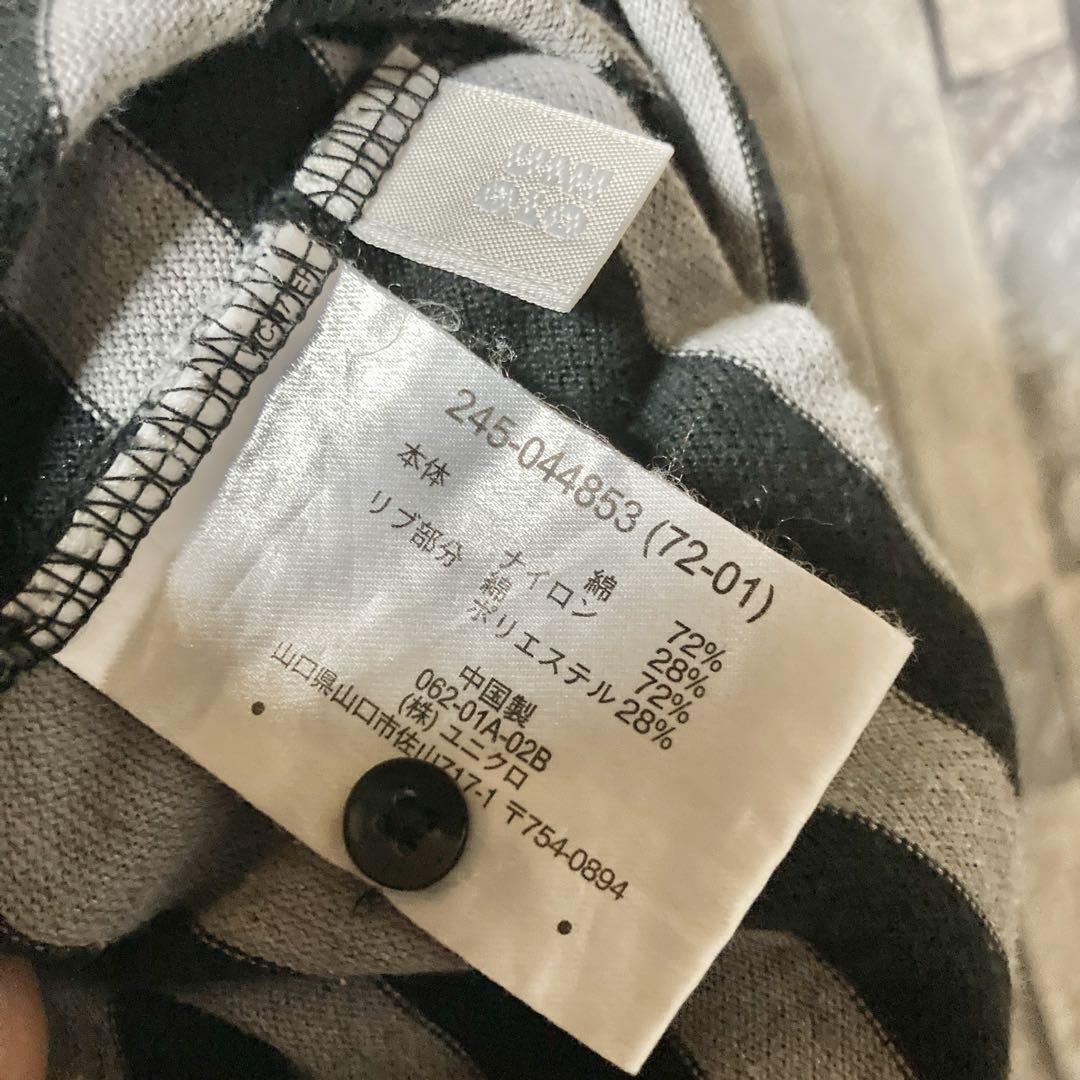 UNI
QLO
245-044853 (72-01)
本体 綿 72%
ナイロン 28%
リブ部分 綿 72%
ポリエステル 28%
中国製
062-01A-02B
(株) ユニクロ
山口県山口市佐山717-1 〒754-0894